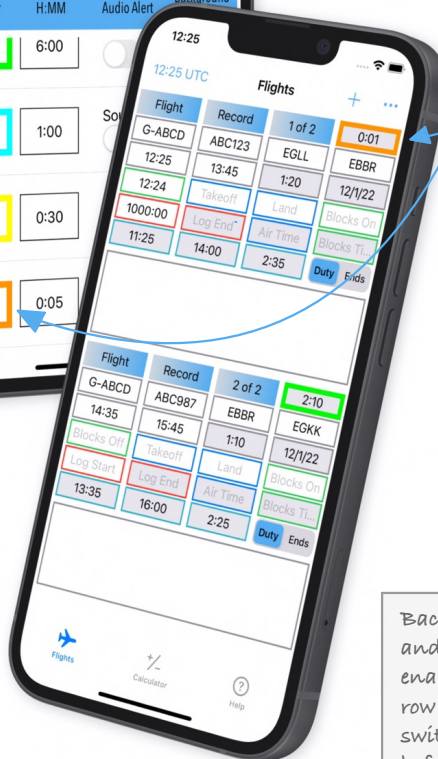 H:MM
Audio Alert
Background
6:00
1:00
0:30
0:05
12:25
12:25 UTC
Flights
+
...
Flight
Record
1 of 2
0:01
G-ABCD
ABC123
EGLL
EBBR
12:25
13:45
1:20
12/1/22
12:24
Takeoff
Land
Blocks On
1000:00
Log End
Air Time
Blocks Ti...
11:25
14:00
2:35
Duty
Ends
Flight
Record
2 of 2
2:10
G-ABCD
ABC987
EBBR
EGKK
14:35
15:45
1:10
12/1/22
Blocks Off
Takeoff
Land
Blocks On
Log Start
Log End
Air Time
Blocks Ti...
13:35
16:00
2:25
Duty
Ends
Flights
Calculator
Help
and
row